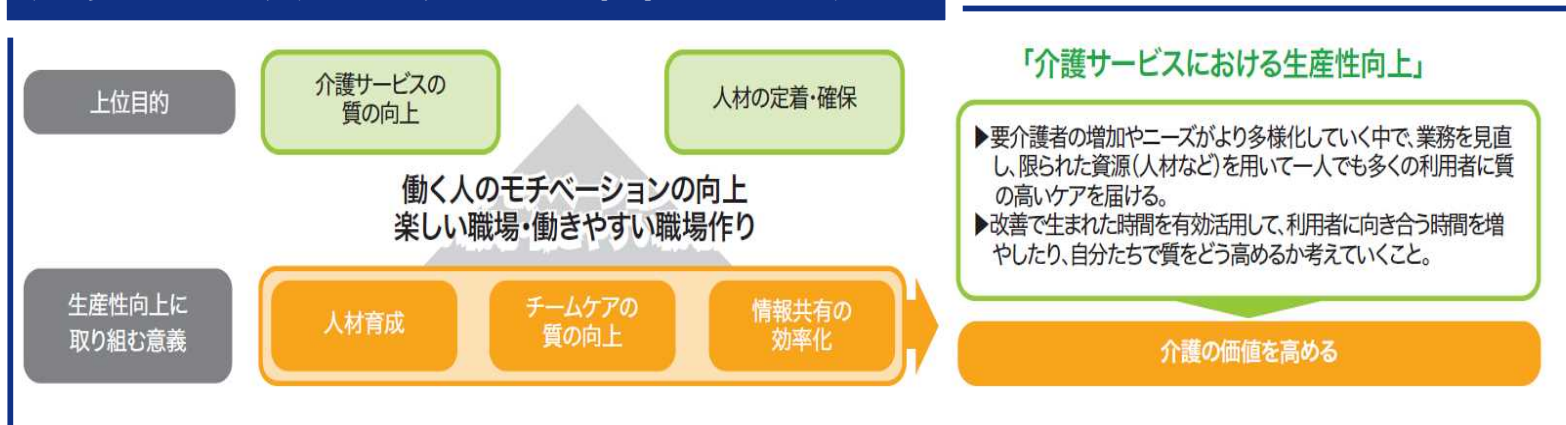 上位目的
介護サービスの
質の向上
人材の定着・確保
働く人のモチベーションの向上
楽しい職場・働きやすい職場作り
生産性向上に
取り組む意義
人材育成
チームケアの
質の向上
情報共有の
効率化
「介護サービスにおける生産性向上」
▶要介護者の増加やニーズがより多様化していく中で、業務を見直
し、限られた資源(人材など)を用いて一人でも多くの利用者に質
の高いケアを届ける。
▶改善で生まれた時間を有効活用して、利用者に向き合う時間を増
やしたり、自分たちで質をどう高めるか考えていくこと。
介護の価値を高める